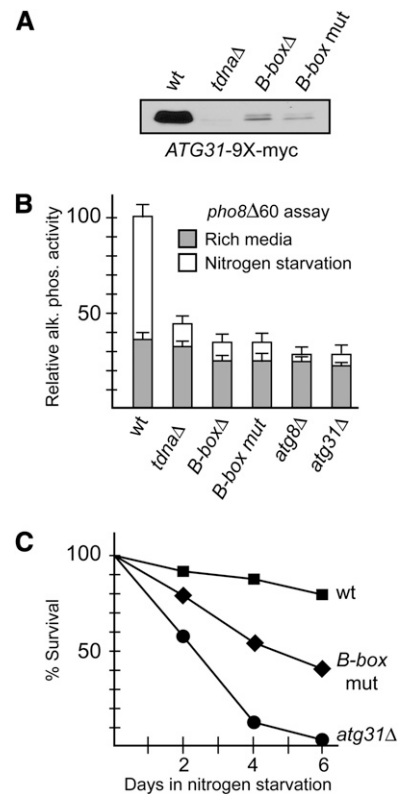 A
wt
tdnaΔ
B-boxΔ
B-box mut
ATG31-9X-myc
B
pho8Δ60 assay
Rich media
Nitrogen starvation
Relative alk. phos. activity
100
50
wt
tdnaΔ
B-boxΔ
B-box mut
atg8Δ
atg31Δ
C
100
50
% Survival
wt
B-box
mut
atg31Δ
2
4
6
Days in nitrogen starvation